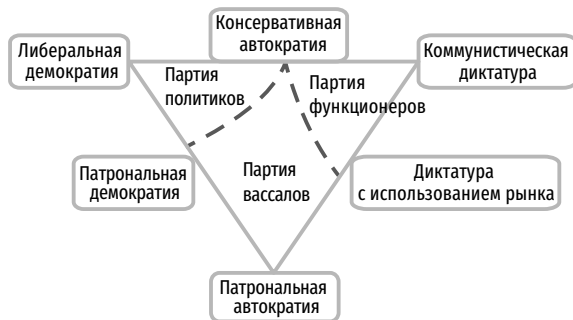 Консервативная
автократия
Либеральная
демократия
Коммунистическая
диктатура
Партия
политиков
Партия
функционеров
Патрональная
демократия
Партия
вассалов
Диктатура
с использованием рынка
Патрональная
автократия